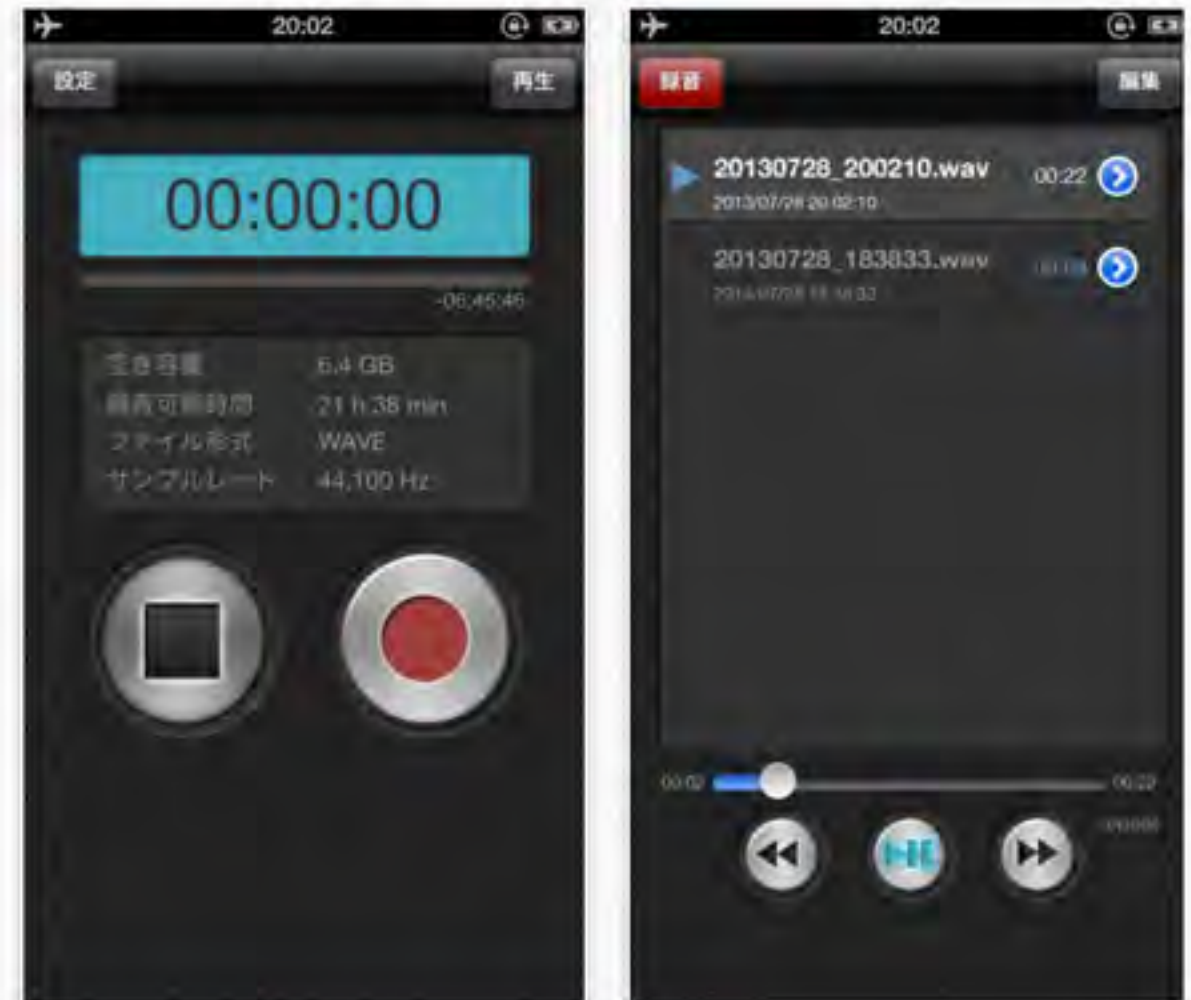 20:02
設定
再生
00:00:00
-06:45:46
空き容量 6.4 GB
録音可能時間 21 h 38 min
ファイル形式 WAVE
サンプルレート 44,100 Hz
20:02
録音
編集
20130728_200210.wav 00:22
2013/07/28 20:02:10
20130728_183833.wav
00:02 00:22